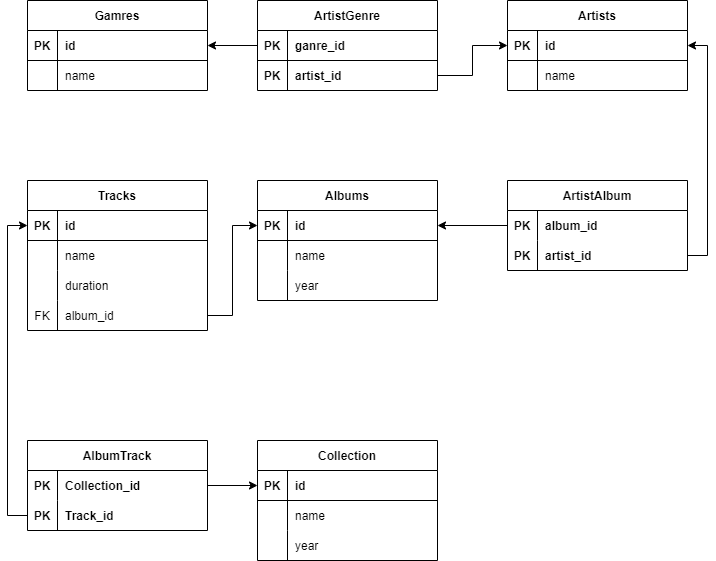 Gamres
PK id
name
ArtistGenre
PK ganre_id
PK artist_id
Artists
PK id
name
Tracks
PK id
name
duration
FK album_id
Albums
PK id
name
year
ArtistAlbum
PK album_id
PK artist_id
AlbumTrack
PK Collection_id
PK Track_id
Collection
PK id
name
year